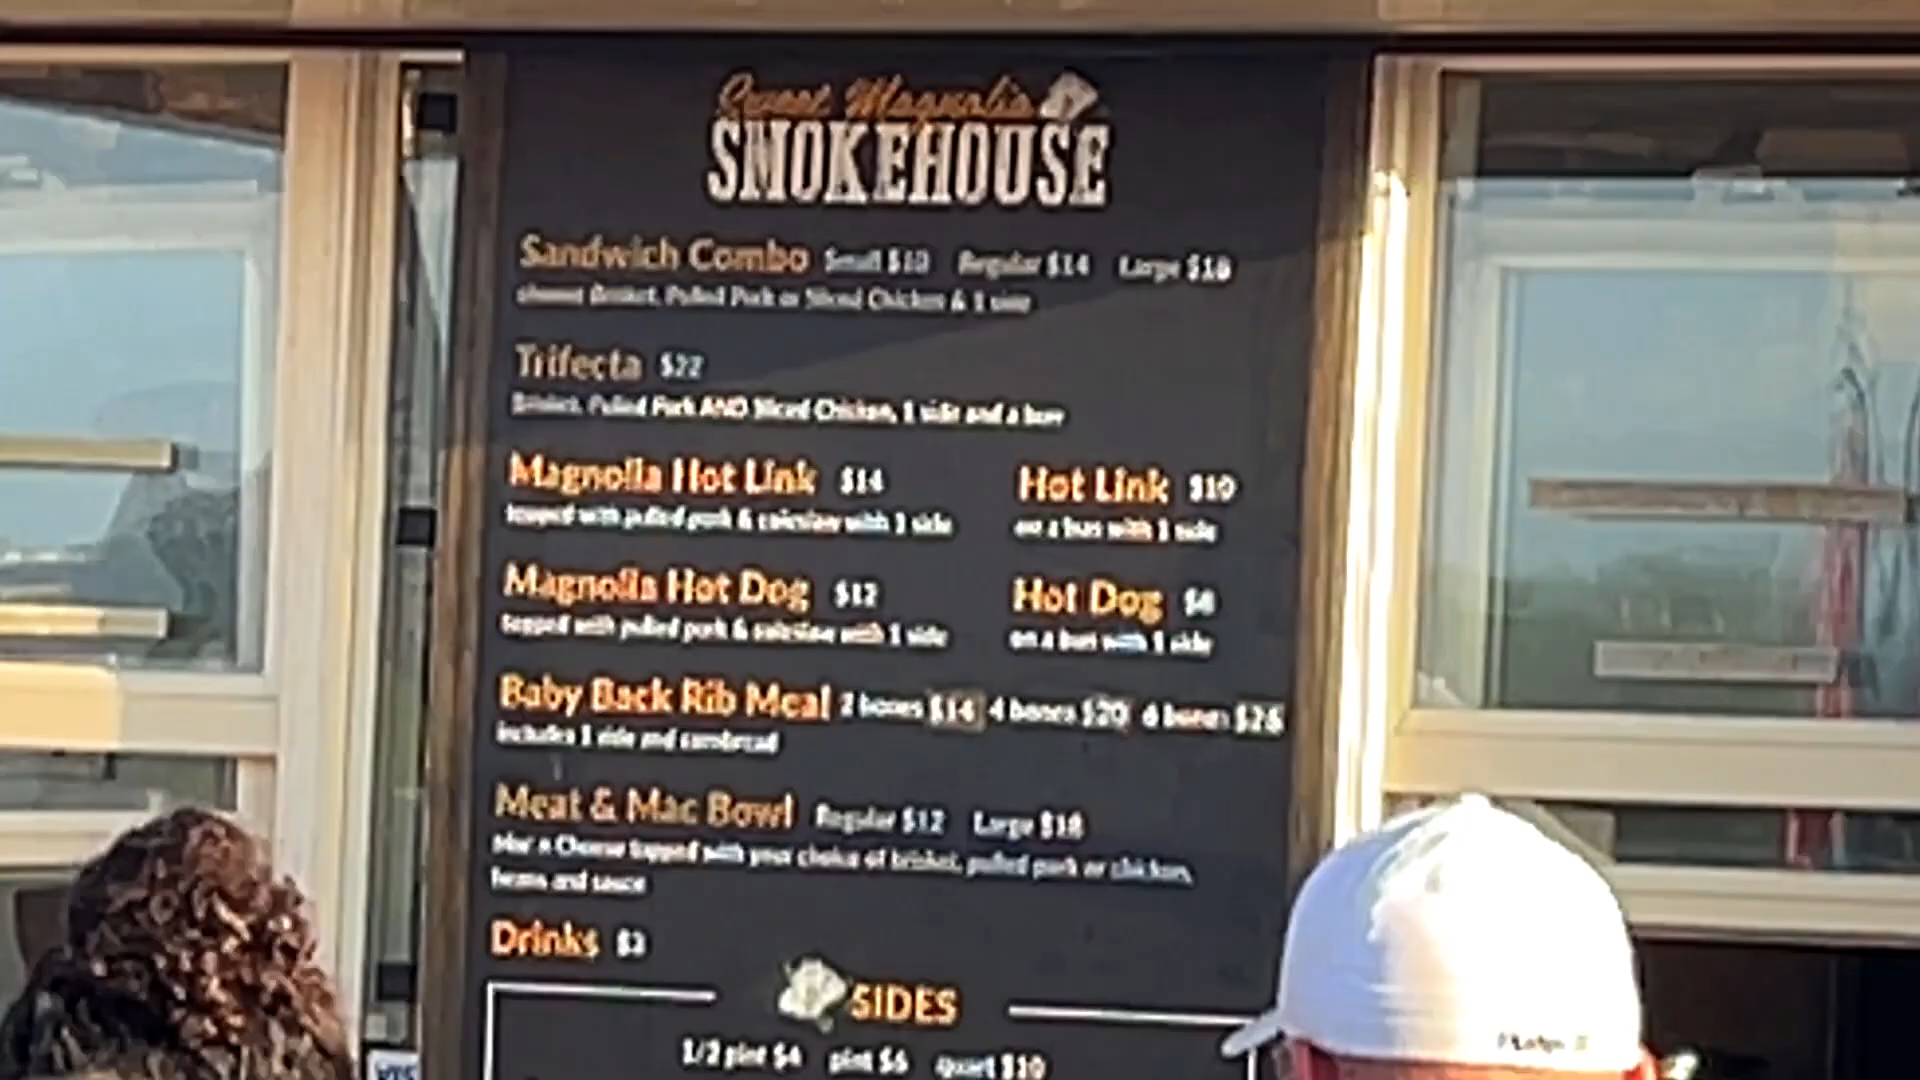 Sweet Magnolia
SMOKEHOUSE
Sandwich Combo Small $10 Regular $14 Large $18
choose Brisket, Pulled Pork or Sliced Chicken & 1 side
Trifecta $22
Brisket, Pulled Pork AND Sliced Chicken, 1 side and a bun
Magnolia Hot Link $14
topped with pulled pork & coleslaw with 1 side
Hot Link $10
on a bun with 1 side
Magnolia Hot Dog $12
topped with pulled pork & coleslaw with 1 side
Hot Dog
on a bun with 1 side
Baby Back Rib Meal 2 bones $14 4 bones $20 6 bones $26
includes 1 side and cornbread
Meat & Mac Bowl Regular $12 Large $18
Mac n Cheese topped with your choice of brisket, pulled pork or chicken,
beans and sauce
Drinks $3
SIDES
1/2 pint $4 pint $6 quart $10